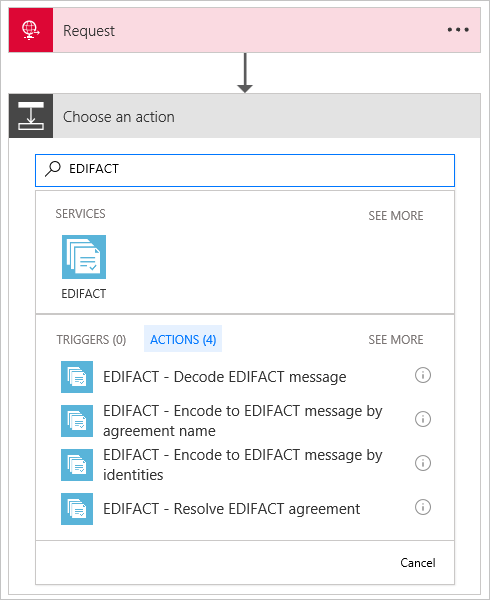 Request
Choose an action
EDIFACT
SERVICES
SEE MORE
EDIFACT
TRIGGERS (0)
ACTIONS (4)
SEE MORE
EDIFACT - Decode EDIFACT message
EDIFACT - Encode to EDIFACT message by
agreement name
EDIFACT - Encode to EDIFACT message by
identities
EDIFACT - Resolve EDIFACT agreement
Cancel